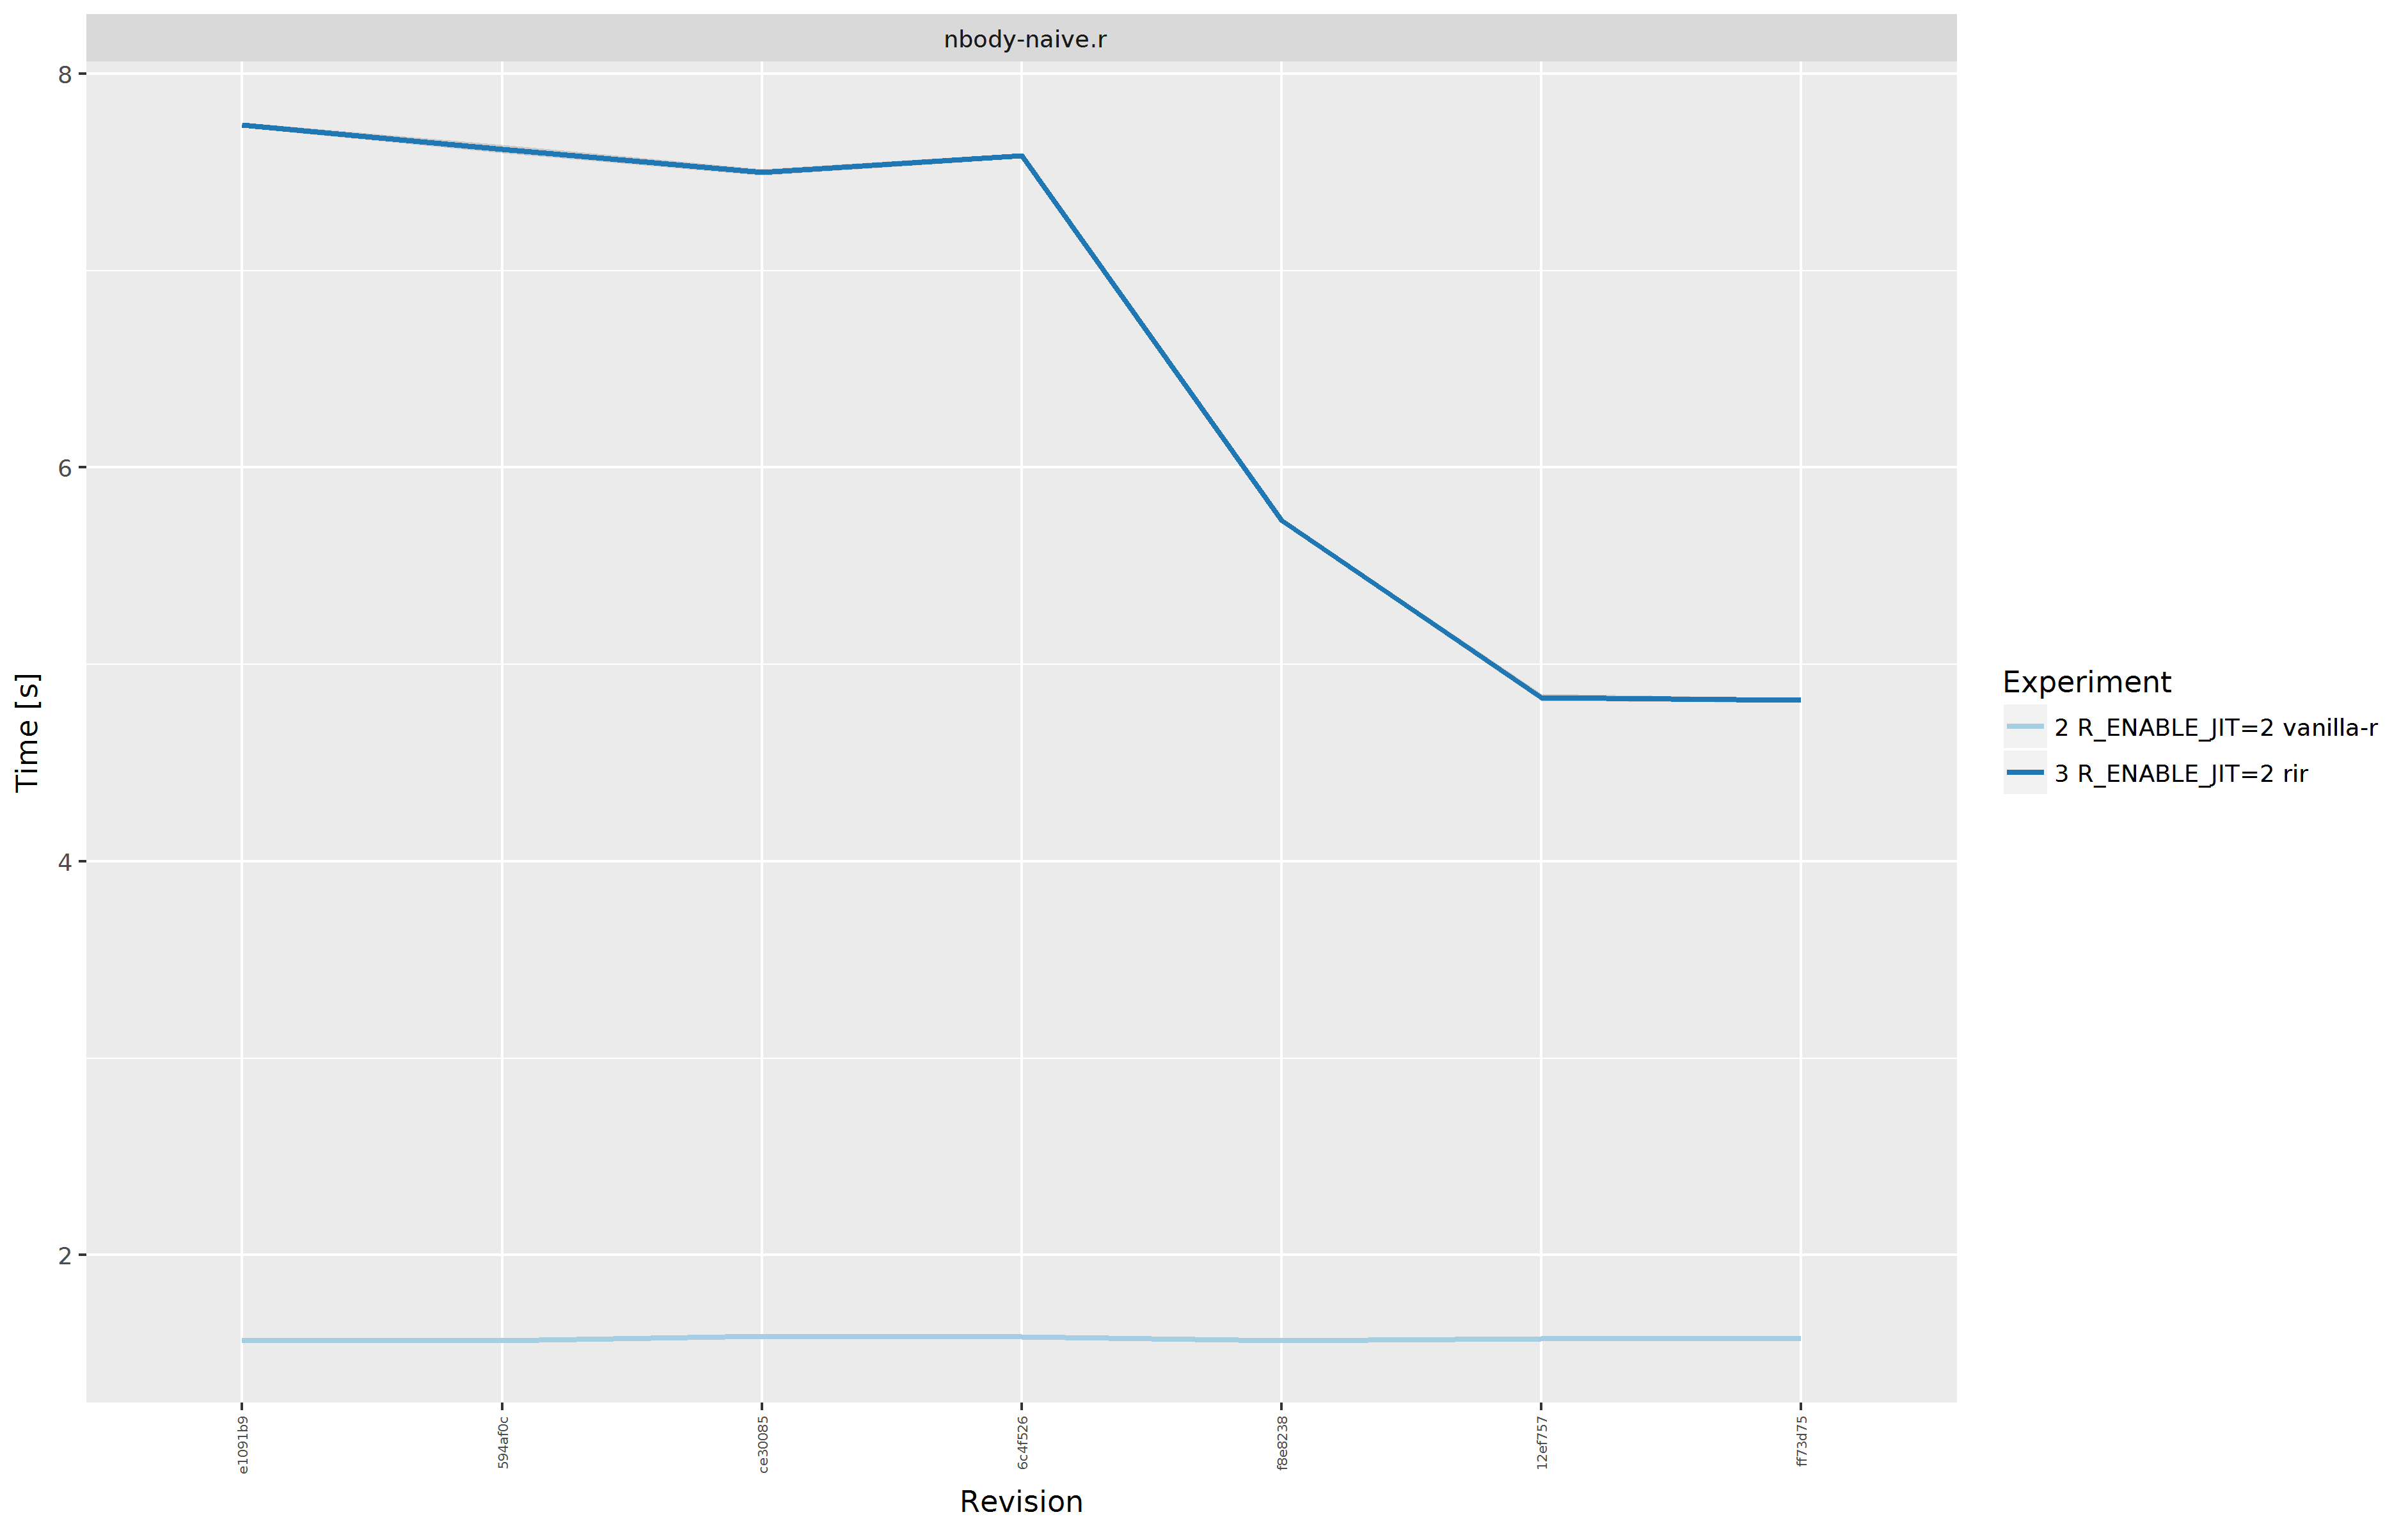 nbody-naive.r
8
6
4
2
Time [s]
e1091b9
594af0c
ce30085
6c4f526
f8e8238
12ef757
ff73d75
Revision
Experiment
2 R_ENABLE_JIT=2 vanilla-r
3 R_ENABLE_JIT=2 rir